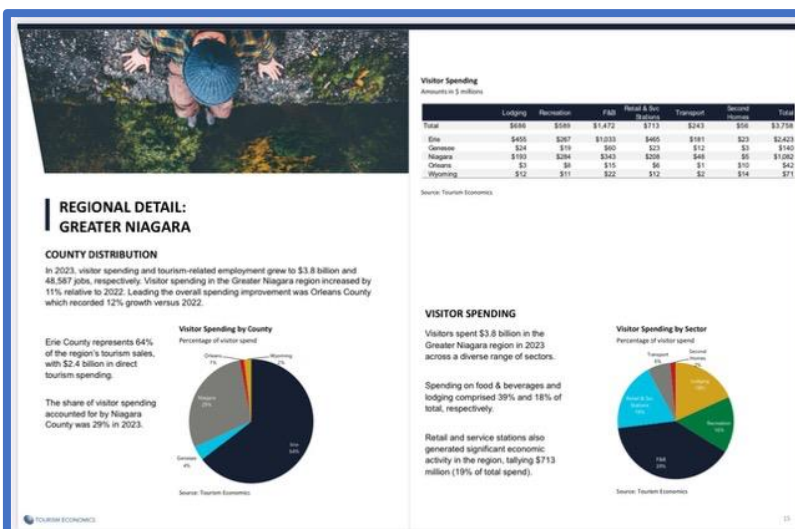 REGIONAL DETAIL:
GREATER NIAGARA
COUNTY DISTRIBUTION
In 2023, visitor spending and tourism-related employment grew to $3.8 billion and
48,587 jobs, respectively. Visitor spending in the Greater Niagara region increased by
11% relative to 2022. Leading the overall spending improvement was Orleans County
which recorded 12% growth versus 2022.
Erie County represents 64%
of the region's tourism sales,
with $2.4 billion in direct
tourism spending.
The share of visitor spending
accounted for by Niagara
County was 29% in 2023.
Visitor Spending by County
Percentage of visitor spend
Orleans
1%
Wyoming
2%
Niagara
29%
Genesee
4%
Erie
64%
Source: Tourism Economics
TOURISM ECONOMICS
Visitor Spending
Amounts in $ millions
Lodging Recreation F&B Retail & Svc Stations Transport Second Homes Total
Total $686 $589 $1,472 $713 $243 $56 $3,758
Erie $455 $267 $1,033 $465 $181 $23 $2,423
Genesee $24 $19 $60 $23 $12 $3 $140
Niagara $193 $284 $343 $208 $48 $5 $1,082
Orleans $3 $8 $15 $6 $1 $10 $42
Wyoming $12 $11 $22 $12 $2 $14 $71
Source: Tourism Economics
VISITOR SPENDING
Visitors spent $3.8 billion in the
Greater Niagara region in 2023
across a diverse range of sectors.
Spending on food & beverages and
lodging comprised 39% and 18% of
total, respectively.
Retail and service stations also
generated significant economic
activity in the region, tallying $713
million (19% of total spend).
Visitor Spending by Sector
Percentage of visitor spend
Transport
6%
Second
Homes
Lodging
18%
Recreation
16%
Retail & Svc
Stations
19%
F&B
39%
Source: Tourism Economics